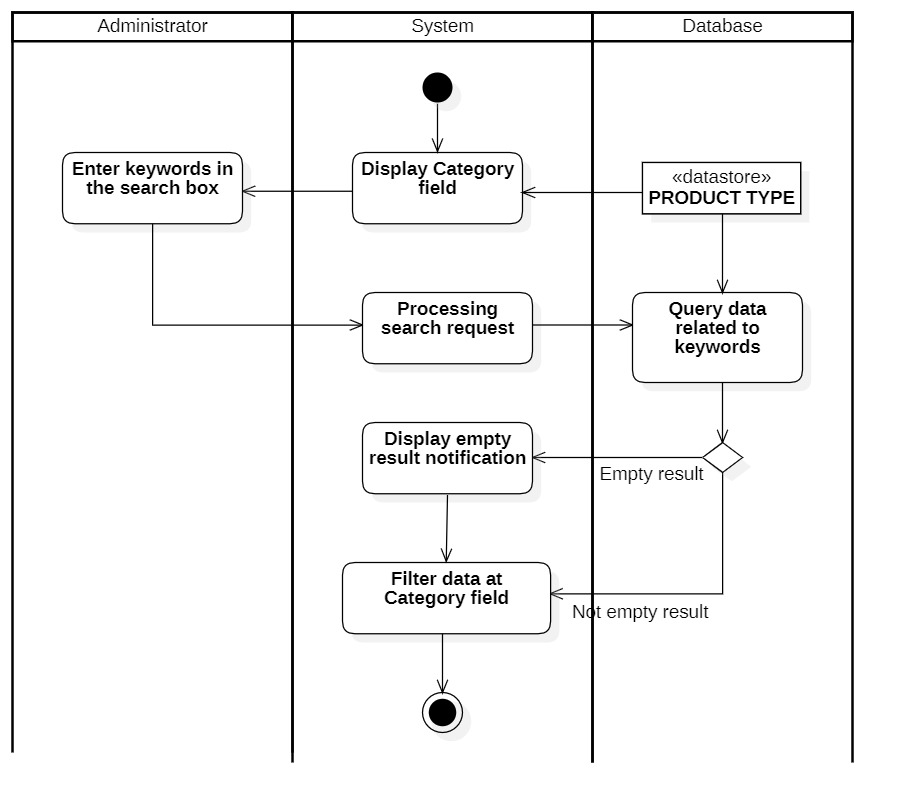 Administrator
System
Database
Enter keywords in
the search box
Display Category
field
«datastore»
PRODUCT TYPE
Processing
search request
Query data
related to
keywords
Display empty
result notification
Empty result
Filter data at
Category field
Not empty result